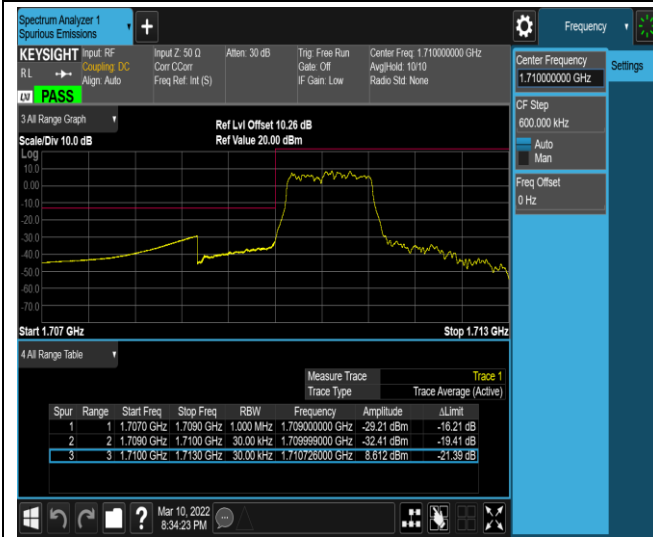 Spectrum Analyzer 1
Spurious Emissions
+
Frequency
KEYSIGHT Input: RF Input Z: 50 Ω Atten: 30 dB Trig: Free Run Center Freq: 1.710000000 GHz
RL Coupling: DC Corr CCorr Gate: Off Avg|Hold: 10/10
Align: Auto Freq Ref: Int (S) IF Gain: Low Radio Std: None
LXI PASS
Center Frequency
1.710000000 GHz
Settings
CF Step
600.000 kHz
Auto
Man
Freq Offset
0 Hz
3 All Range Graph
Ref Lvl Offset 10.26 dB
Scale/Div 10.0 dB Ref Value 20.00 dBm
Log
10.0
0.00
-10.0
-20.0
-30.0
-40.0
-50.0
-60.0
-70.0
Start 1.707 GHz Stop 1.713 GHz
4 All Range Table
Measure Trace Trace 1
Trace Type Trace Average (Active)
Spur Range Start Freq Stop Freq RBW Frequency Amplitude ΔLimit
1 1 1.7070 GHz 1.7090 GHz 1.000 MHz 1.709000000 GHz -29.21 dBm -16.21 dB
2 2 1.7090 GHz 1.7100 GHz 30.00 kHz 1.709999000 GHz -32.41 dBm -19.41 dB
3 3 1.7100 GHz 1.7130 GHz 30.00 kHz 1.710726000 GHz 8.612 dBm -21.39 dB
? Mar 10, 2022
8:34:23 PM